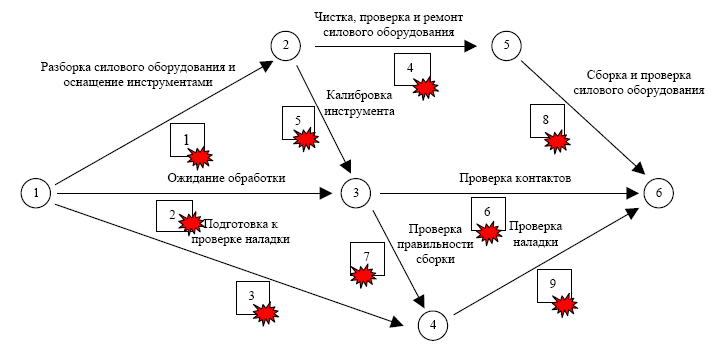 Чистка, проверка и ремонт
силового оборудования
2
5
4
Разборка силового оборудования и
оснащение инструментами
Калибровка
инструмента
Сборка и проверка
силового оборудования
5
8
1
Ожидание обработки
Проверка контактов
1
3
6
2
Подготовка к
проверке наладки
6
Проверка
правильности
сборки
Проверка
наладки
7
3
9
4